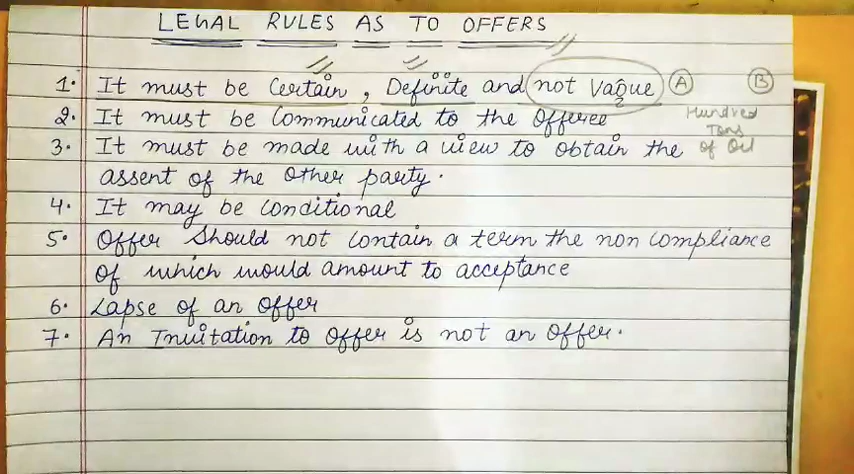 LEGAL RULES AS TO OFFERS
1. It must be Certain, Definite and not Vague A B
2. It must be Communicated to the Offeree Hundred
Tons
3. It must be made with a view to obtain the of Oil
assent of the Other party.
4. It may be Conditional
5. Offer Should not Contain a term the non Compliance
of which would amount to acceptance
6. Lapse of an Offer
7. An Invitation to Offer is not an Offer.